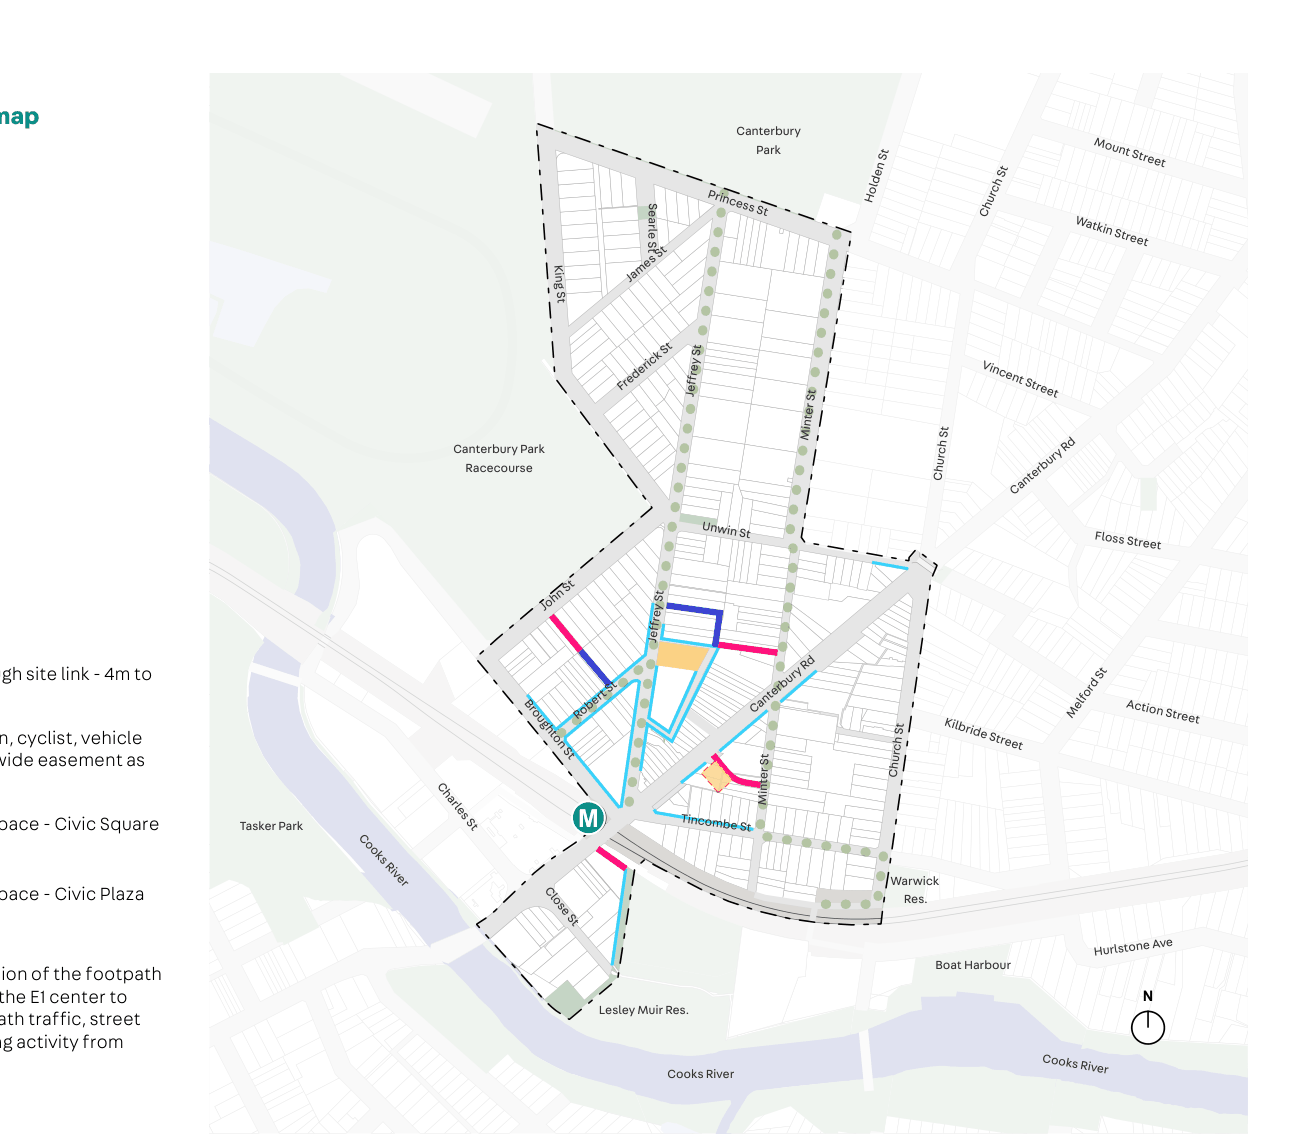 map
gh site link - 4m to
n, cyclist, vehicle
wide easement as
pace - Civic Square
pace - Civic Plaza
ion of the footpath
the E1 center to
ath traffic, street
ng activity from
Canterbury
Park
Holden St
Church St
Mount Street
Watkin Street
Princess St
Searle St
James St
King St
Frederick St
Jeffrey St
Minter St
Vincent Street
Canterbury Rd
Church St
Canterbury Park
Racecourse
Unwin St
Floss Street
John St
Jeffrey St
Robert St
Broughton St
Canterbury Rd
Melford St
Action Street
Kilbride Street
Church St
Minter St
Charles St
M
Tincombe St
Tasker Park
Cooks River
Close St
Warwick
Res.
Hurlstone Ave
Boat Harbour
N
Lesley Muir Res.
Cooks River
Cooks River